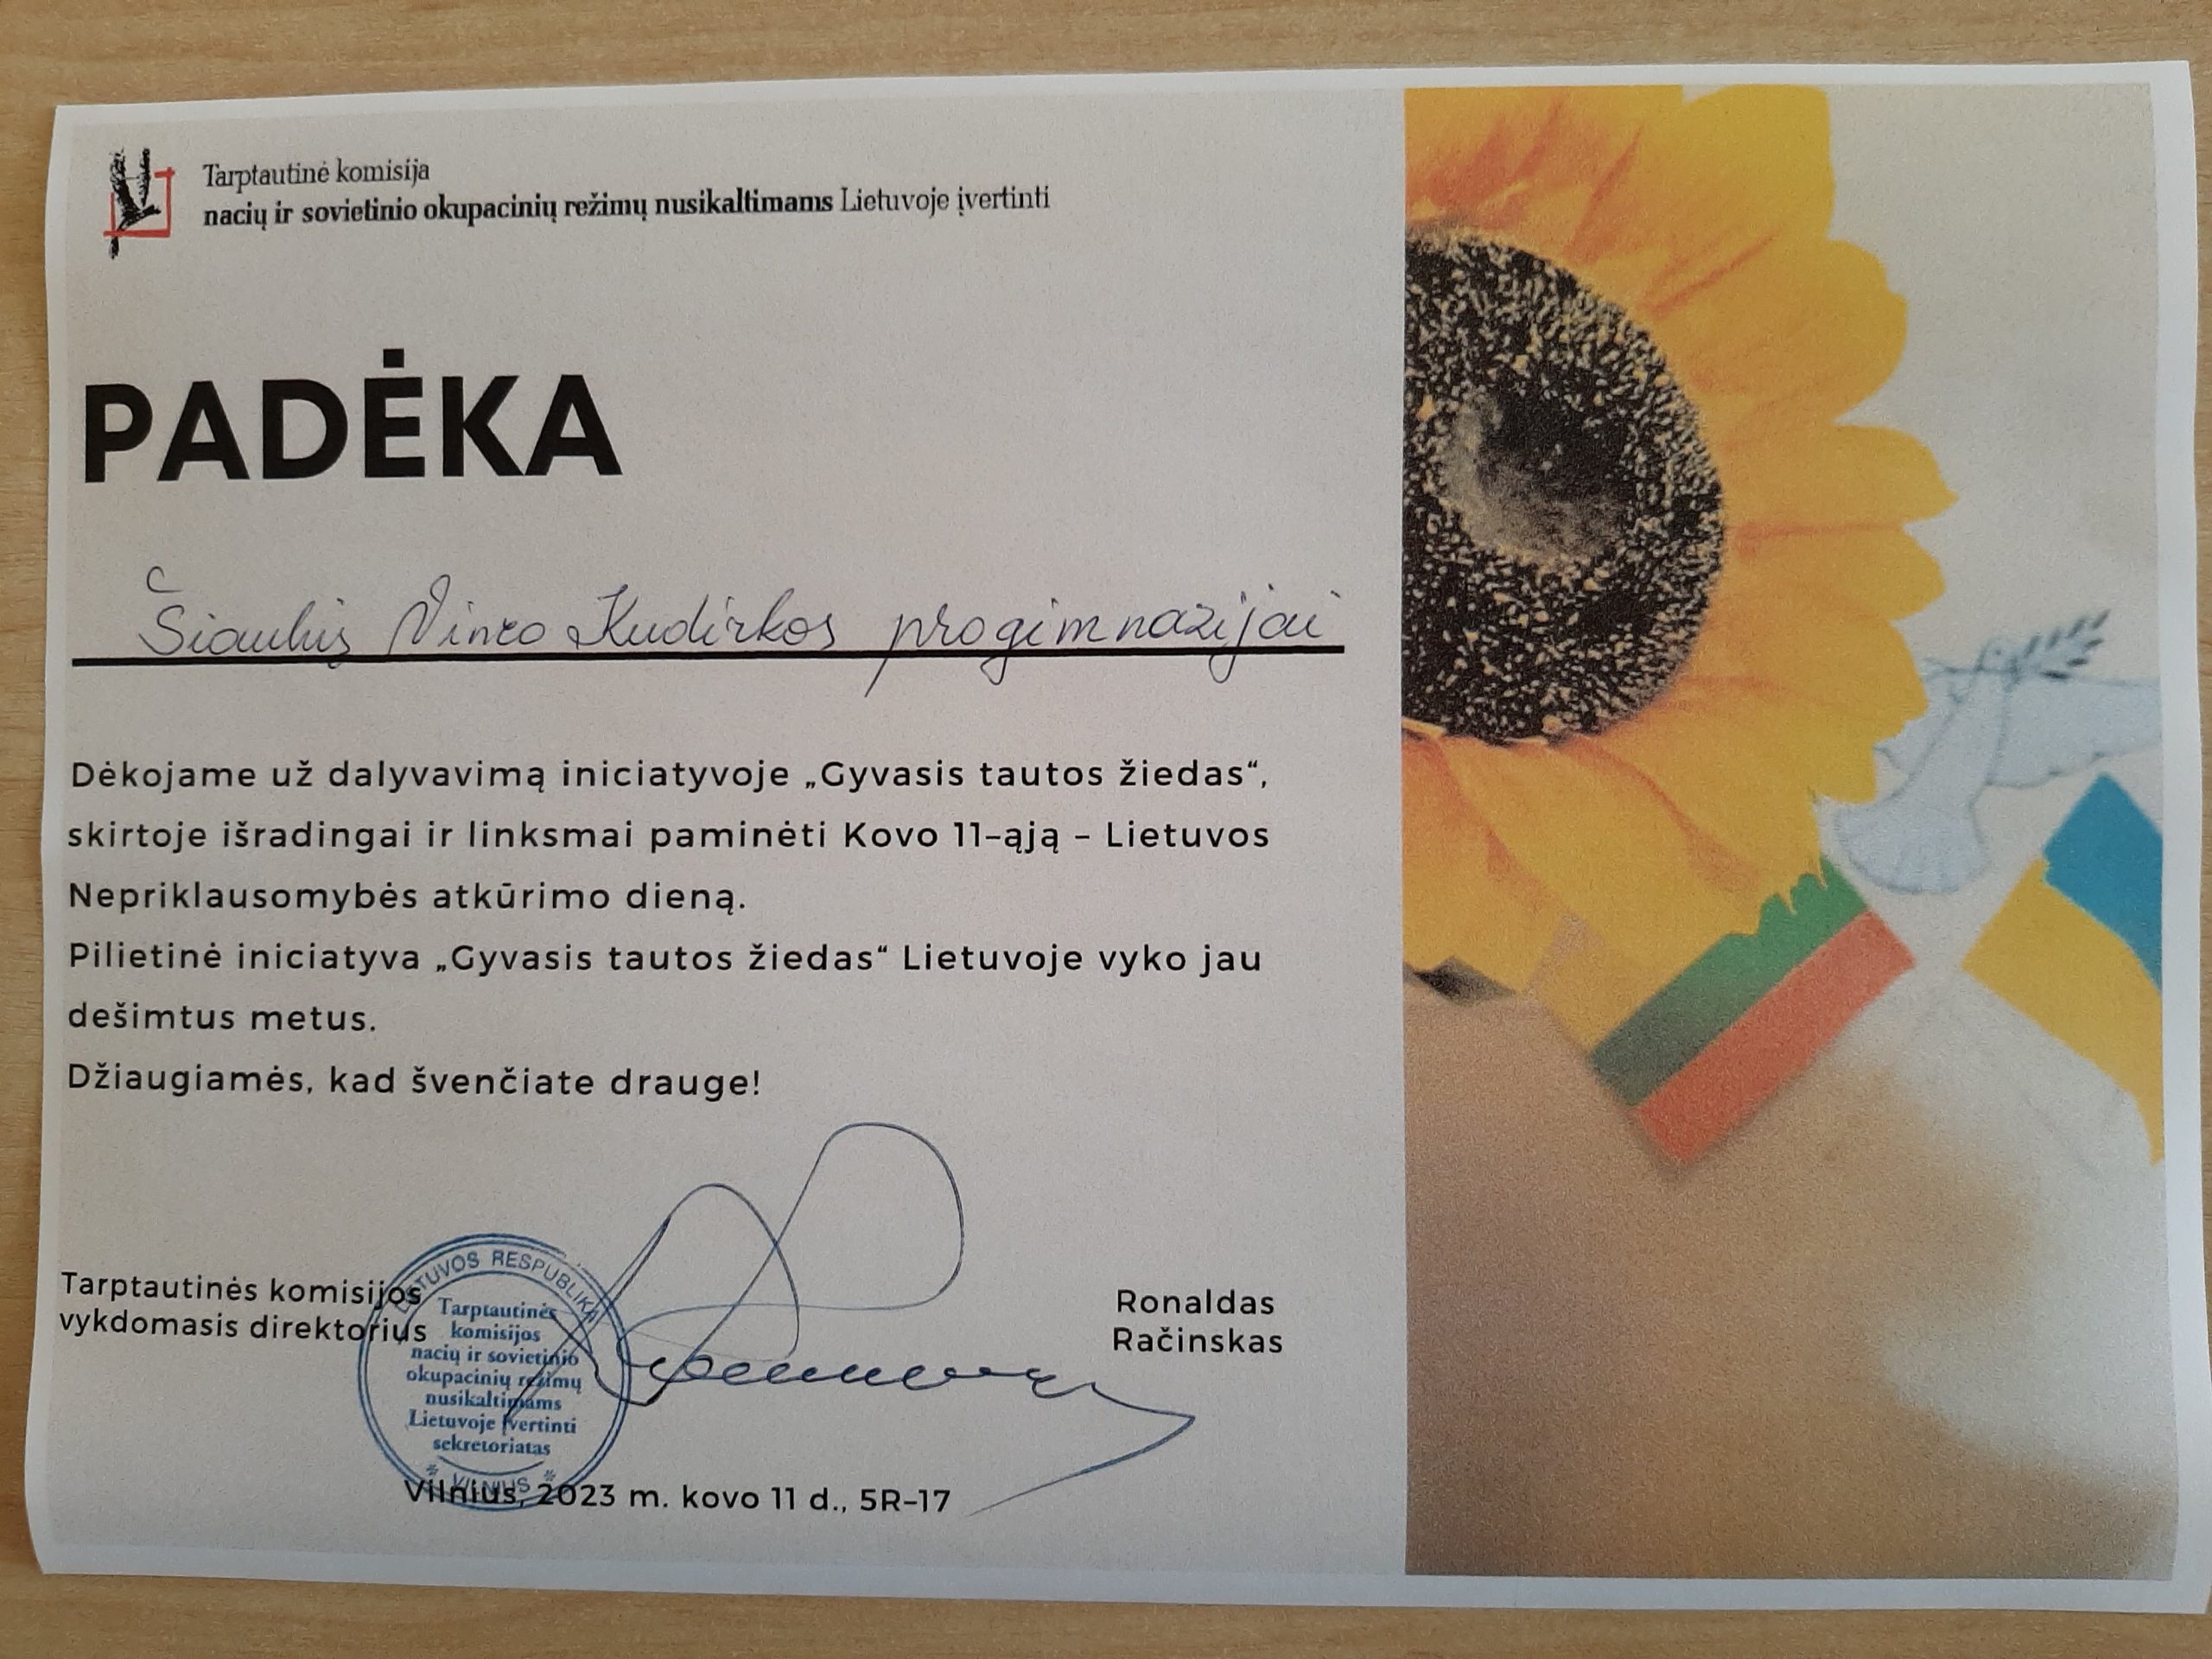 Tarptautinė komisija
nacių ir sovietinio okupacinių režimų nusikaltimams Lietuvoje įvertinti
PADĖKA
Šiaulių Vinco Kudirkos progimnazijai
Dėkojame už dalyvavimą iniciatyvoje „Gyvasis tautos žiedas“,
skirtoje išradingai ir linksmai paminėti Kovo 11-ąją – Lietuvos
Nepriklausomybės atkūrimo dieną.
Pilietinė iniciatyva „Gyvasis tautos žiedas“ Lietuvoje vyko jau
dešimtus metus.
Džiaugiamės, kad švenčiate drauge!
Tarptautinės komisijos
vykdomasis direktorius
LIETUVOS RESPUBLIKA
Tarptautinės
komisijos
nacių ir sovietinio
okupacinių režimų
nusikaltimams
Lietuvoje įvertinti
sekretoriatas
* VILNIUS *
Ronaldas
Račinskas
Vilnius, 2023 m. kovo 11 d., 5R-17